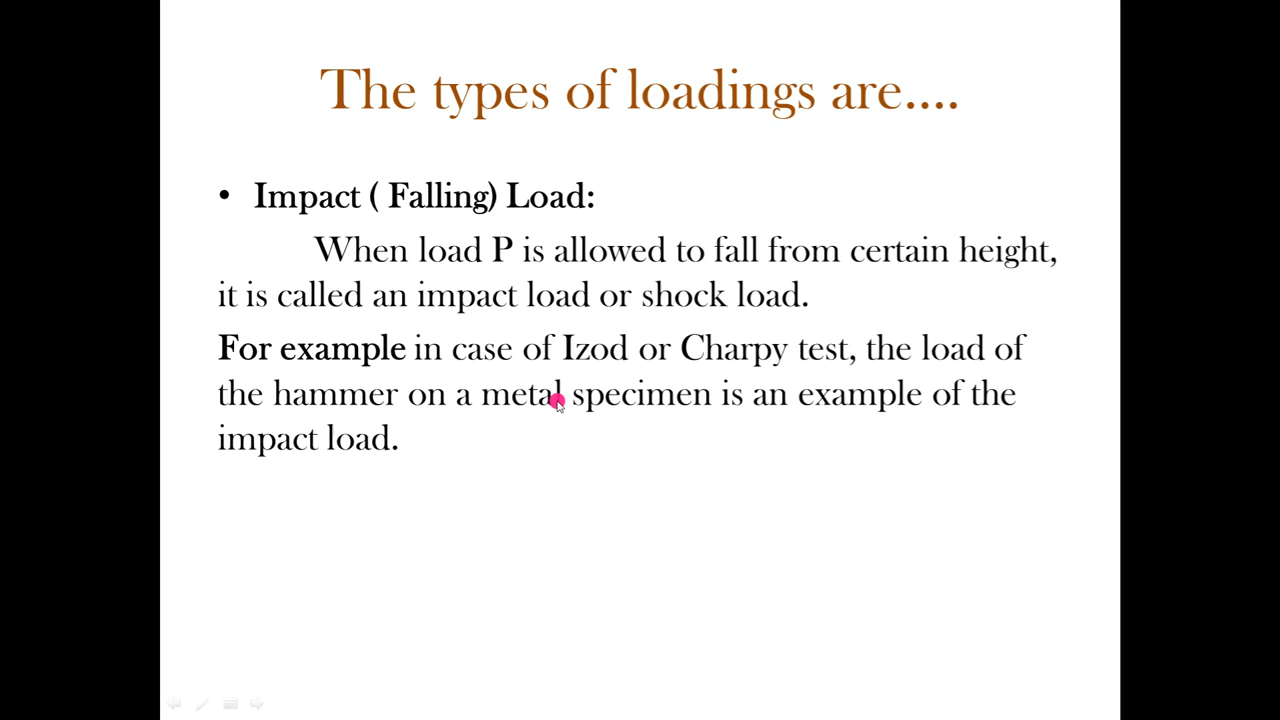 The types of loadings are....
• Impact ( Falling) Load:
When load P is allowed to fall from certain height,
it is called an impact load or shock load.
For example in case of Izod or Charpy test, the load of
the hammer on a metal specimen is an example of the
impact load.